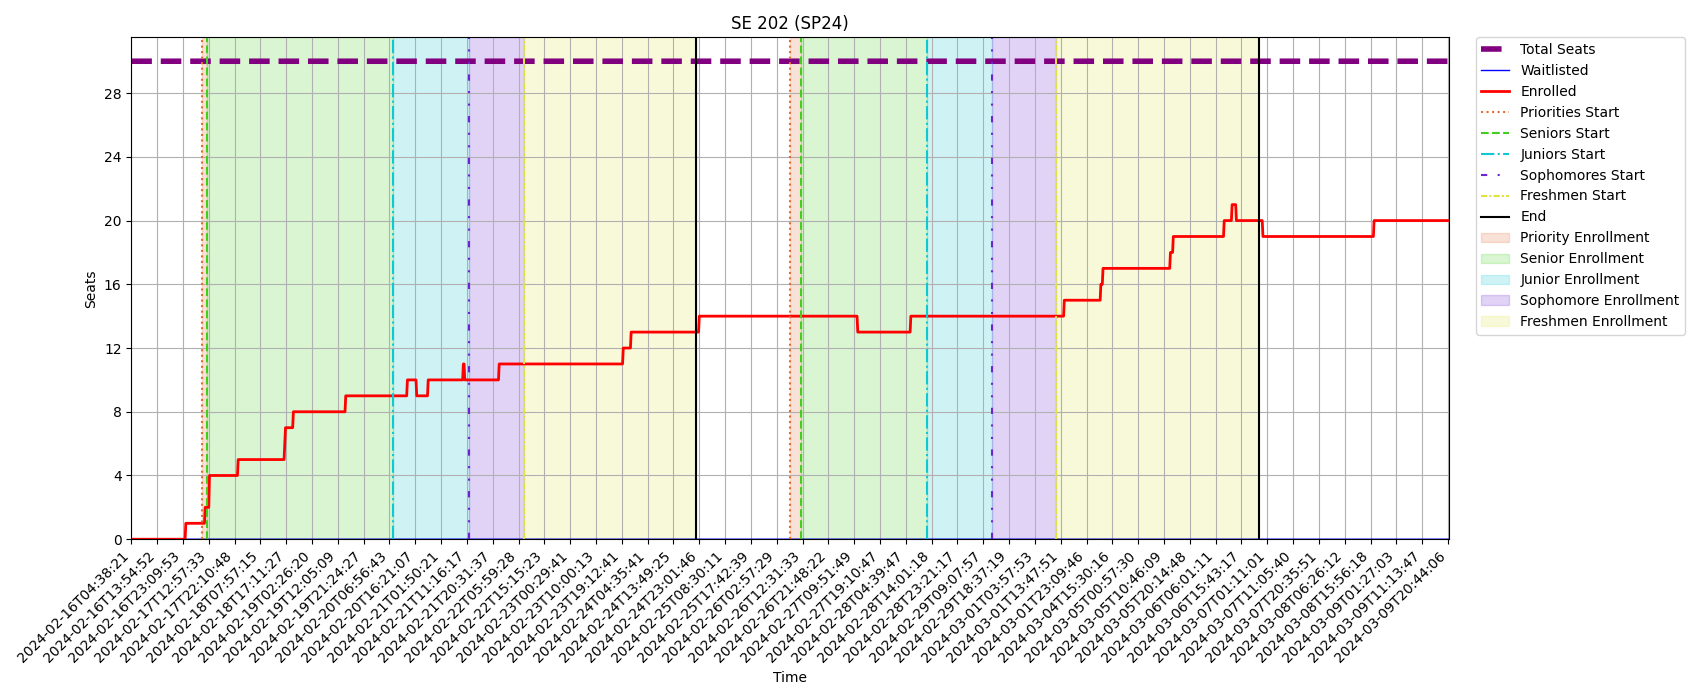 SE 202 (SP24)
Seats
28
24
20
16
12
8
4
0
2024-02-16T04:38:21
2024-02-16T13:54:52
2024-02-16T23:09:53
2024-02-17T12:57:33
2024-02-17T22:10:48
2024-02-18T07:57:15
2024-02-18T17:11:27
2024-02-19T02:26:20
2024-02-19T12:05:09
2024-02-19T21:24:27
2024-02-20T06:56:43
2024-02-20T16:21:07
2024-02-21T01:50:21
2024-02-21T11:16:17
2024-02-21T20:31:37
2024-02-22T05:59:28
2024-02-22T15:15:23
2024-02-23T00:29:41
2024-02-23T10:00:13
2024-02-23T19:12:41
2024-02-24T04:35:41
2024-02-24T13:49:25
2024-02-24T23:01:46
2024-02-25T08:30:11
2024-02-25T17:42:39
2024-02-26T02:57:29
2024-02-26T12:31:33
2024-02-26T21:48:22
2024-02-27T09:51:49
2024-02-27T19:10:47
2024-02-28T04:39:47
2024-02-28T14:01:18
2024-02-28T23:21:17
2024-02-29T09:07:57
2024-02-29T18:37:19
2024-03-01T03:57:53
2024-03-01T13:47:51
2024-03-01T23:09:46
2024-03-04T15:30:16
2024-03-05T00:57:30
2024-03-05T10:46:09
2024-03-05T20:14:48
2024-03-06T06:01:11
2024-03-06T15:43:17
2024-03-07T01:11:01
2024-03-07T11:05:40
2024-03-07T20:35:51
2024-03-08T06:26:12
2024-03-08T15:56:18
2024-03-09T01:27:03
2024-03-09T11:13:47
2024-03-09T20:44:06
Time
Total Seats
Waitlisted
Enrolled
Priorities Start
Seniors Start
Juniors Start
Sophomores Start
Freshmen Start
End
Priority Enrollment
Senior Enrollment
Junior Enrollment
Sophomore Enrollment
Freshmen Enrollment